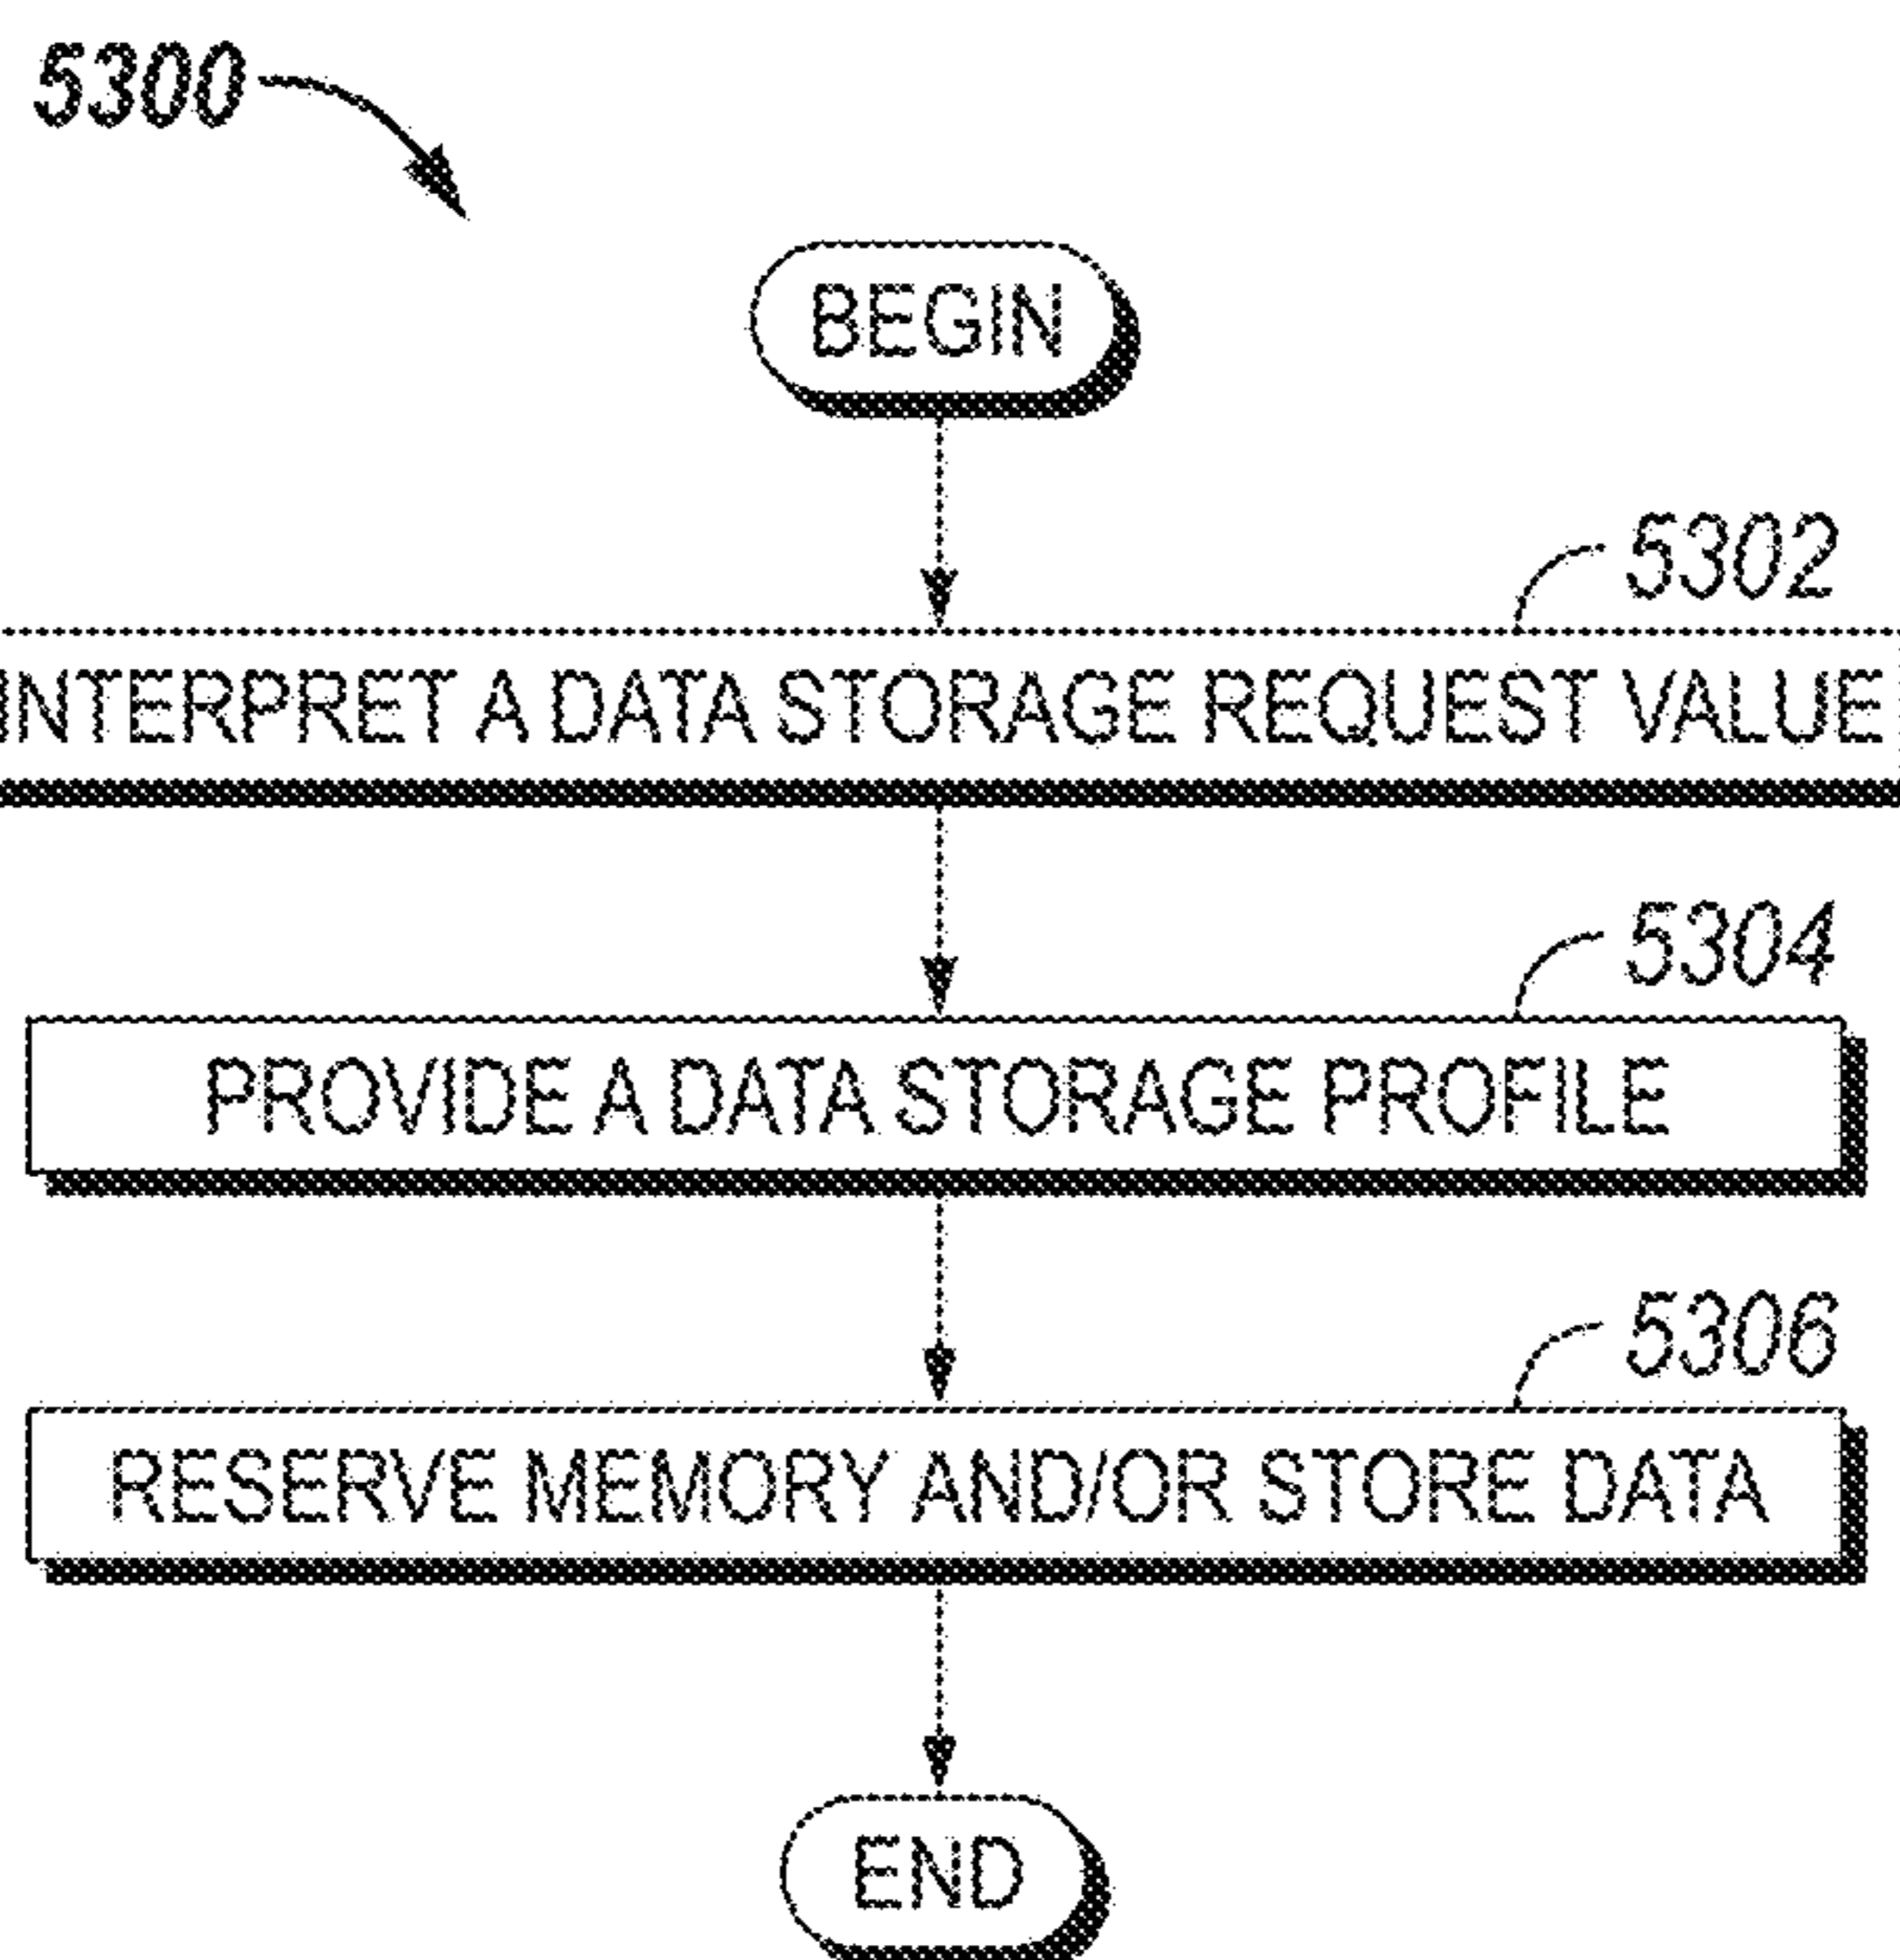 5300
BEGIN
5302
INTERPRET A DATA STORAGE REQUEST VALUE
5304
PROVIDE A DATA STORAGE PROFILE
5306
RESERVE MEMORY AND/OR STORE DATA
END